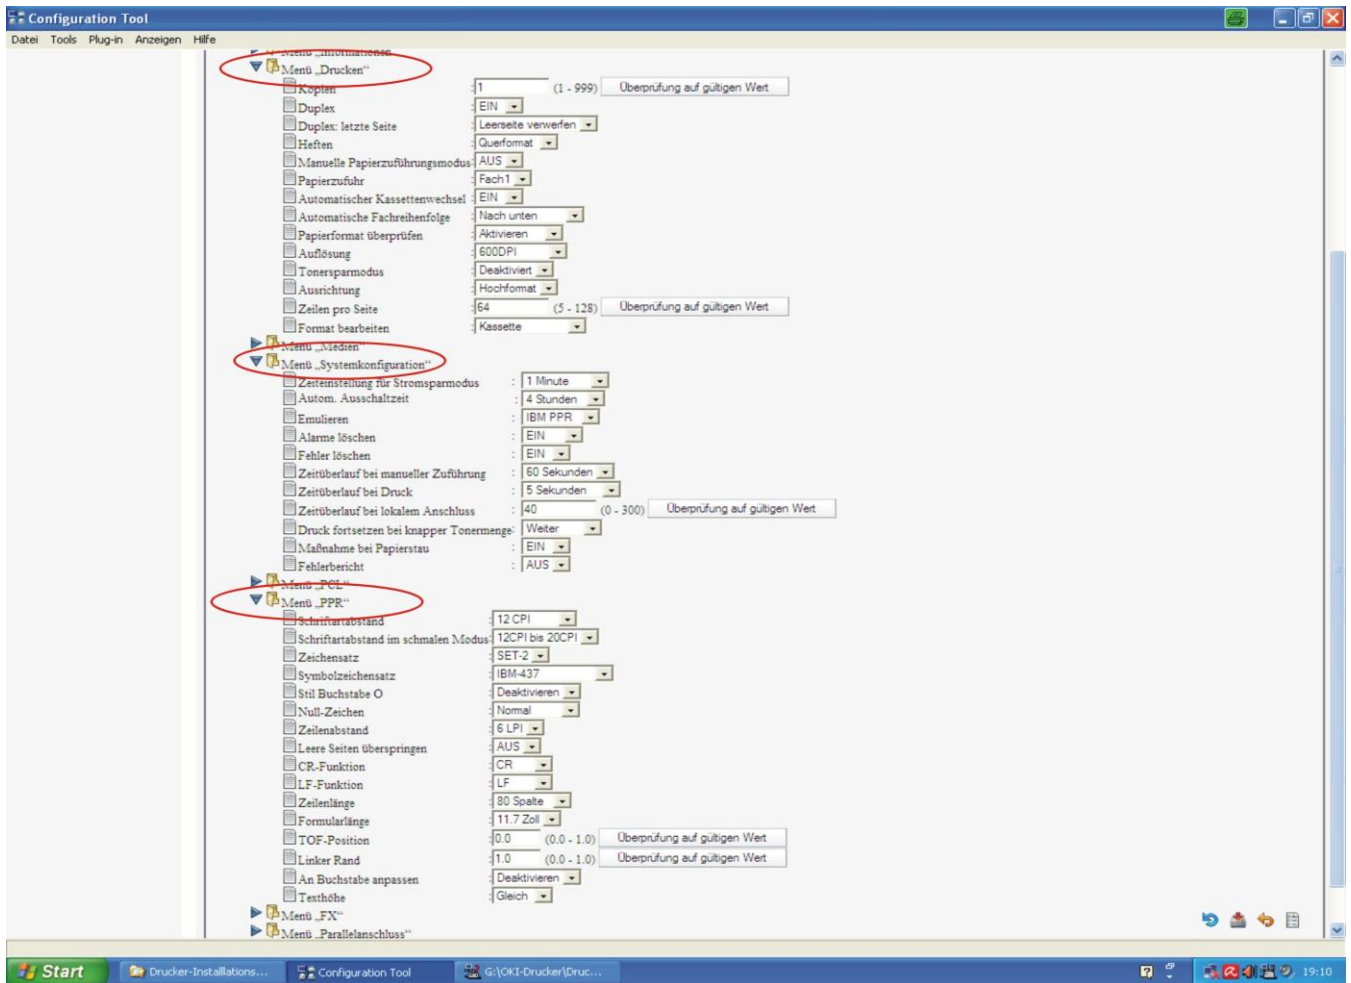 Configuration Tool
Datei Tools Plug-in Anzeigen Hilfe
Menü „Informationen
Menü „Drucken“
Kopien : 1 (1 - 999) Überprüfung auf gültigen Wert
Duplex : EIN
Duplex: letzte Seite : Leerseite verwerfen
Heften : Querformat
Manuelle Papierzuführungsmodus: AUS
Papierzufuhr : Fach1
Automatischer Kassettenwechsel : EIN
Automatische Fachreihenfolge : Nach unten
Papierformat überprüfen : Aktivieren
Auflösung : 600DPI
Tonersparmodus : Deaktiviert
Ausrichtung : Hochformat
Zeilen pro Seite : 64 (5 - 128) Überprüfung auf gültigen Wert
Format bearbeiten : Kassette
Menü „Medien“
Menü „Systemkonfiguration“
Zeiteinstellung für Stromsparmodus : 1 Minute
Autom. Ausschaltzeit : 4 Stunden
Emulieren : IBM PPR
Alarme löschen : EIN
Fehler löschen : EIN
Zeitüberlauf bei manueller Zuführung : 60 Sekunden
Zeitüberlauf bei Druck : 5 Sekunden
Zeitüberlauf bei lokalem Anschluss : 40 (0 - 300) Überprüfung auf gültigen Wert
Druck fortsetzen bei knapper Tonermenge: Weiter
Maßnahme bei Papierstau : EIN
Fehlerbericht : AUS
Menü „PCL“
Menü „PPR“
Schriftartabstand : 12 CPI
Schriftartabstand im schmalen Modus: 12CPI bis 20CPI
Zeichensatz : SET-2
Symbolzeichensatz : IBM-437
Stil Buchstabe O : Deaktivieren
Null-Zeichen : Normal
Zeilenabstand : 6 LPI
Leere Seiten überspringen : AUS
CR-Funktion : CR
LF-Funktion : LF
Zeilenlänge : 80 Spalte
Formularlänge : 11.7 Zoll
TOF-Position : 0.0 (0.0 - 1.0) Überprüfung auf gültigen Wert
Linker Rand : 1.0 (0.0 - 1.0) Überprüfung auf gültigen Wert
An Buchstabe anpassen : Deaktivieren
Texthöhe : Gleich
Menü „FX“
Menü „Parallelanschluss“
Start Drucker-Installations... Configuration Tool G:\OKI-Drucker\Druc... 19:10